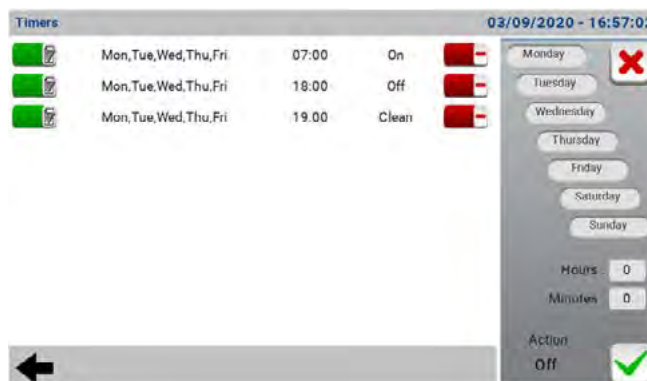 Timers 03/09/2020 - 16:57:02
Mon,Tue,Wed,Thu,Fri 07:00 On
Mon,Tue,Wed,Thu,Fri 18:00 Off
Mon,Tue,Wed,Thu,Fri 19.00 Clean
Monday
Tuesday
Wednesday
Thursday
Friday
Saturday
Sunday
Hours 0
Minutes 0
Action
Off